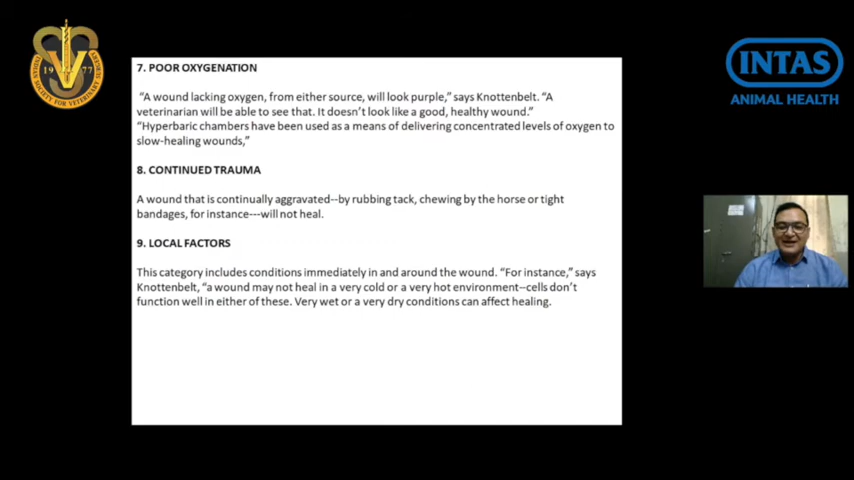 INTAS
ANIMAL HEALTH
INDIAN SOCIETY FOR VETERINARY
1977
7. POOR OXYGENATION
“A wound lacking oxygen, from either source, will look purple,” says Knottenbelt. “A
veterinarian will be able to see that. It doesn’t look like a good, healthy wound.”
“Hyperbaric chambers have been used as a means of delivering concentrated levels of oxygen to
slow-healing wounds,”
8. CONTINUED TRAUMA
A wound that is continually aggravated--by rubbing tack, chewing by the horse or tight
bandages, for instance---will not heal.
9. LOCAL FACTORS
This category includes conditions immediately in and around the wound. “For instance,” says
Knottenbelt, “a wound may not heal in a very cold or a very hot environment--cells don’t
function well in either of these. Very wet or a very dry conditions can affect healing.